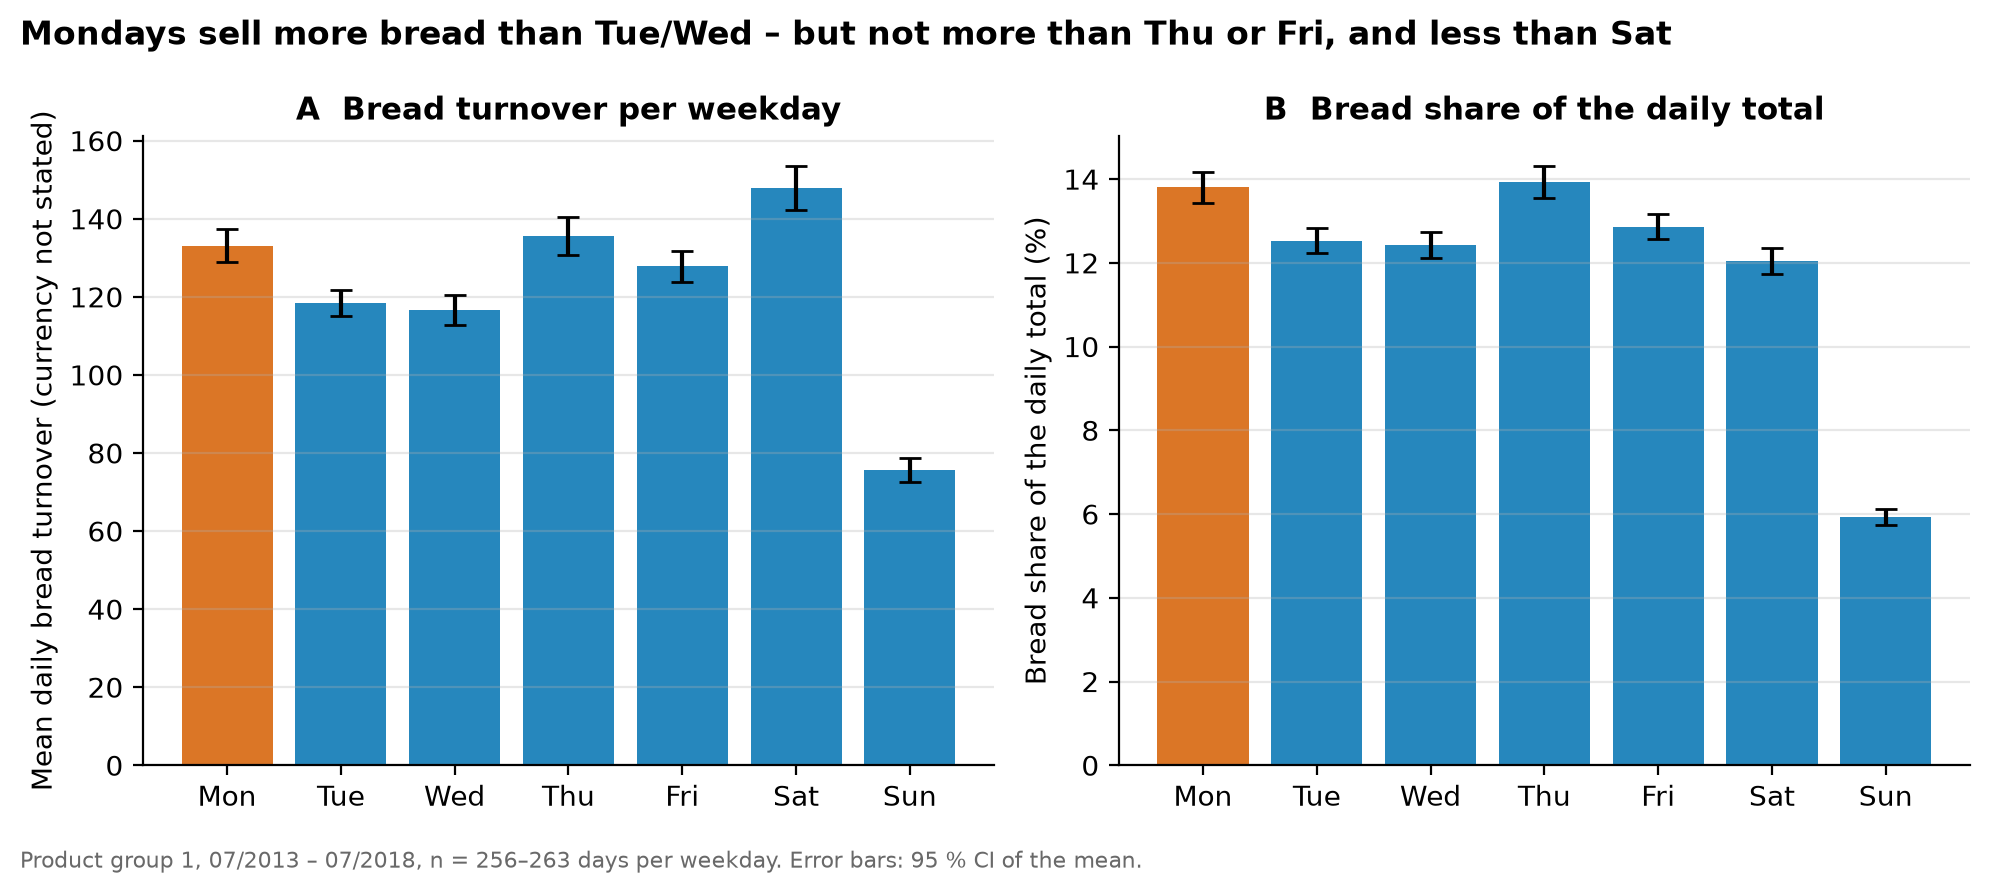 Mondays sell more bread than Tue/Wed – but not more than Thu or Fri, and less than Sat
A Bread turnover per weekday
Mean daily bread turnover (currency not stated)
160
140
120
100
80
60
40
20
0
Mon Tue Wed Thu Fri Sat Sun
B Bread share of the daily total
Bread share of the daily total (%)
14
12
10
8
6
4
2
0
Mon Tue Wed Thu Fri Sat Sun
Product group 1, 07/2013 – 07/2018, n = 256–263 days per weekday. Error bars: 95 % CI of the mean.